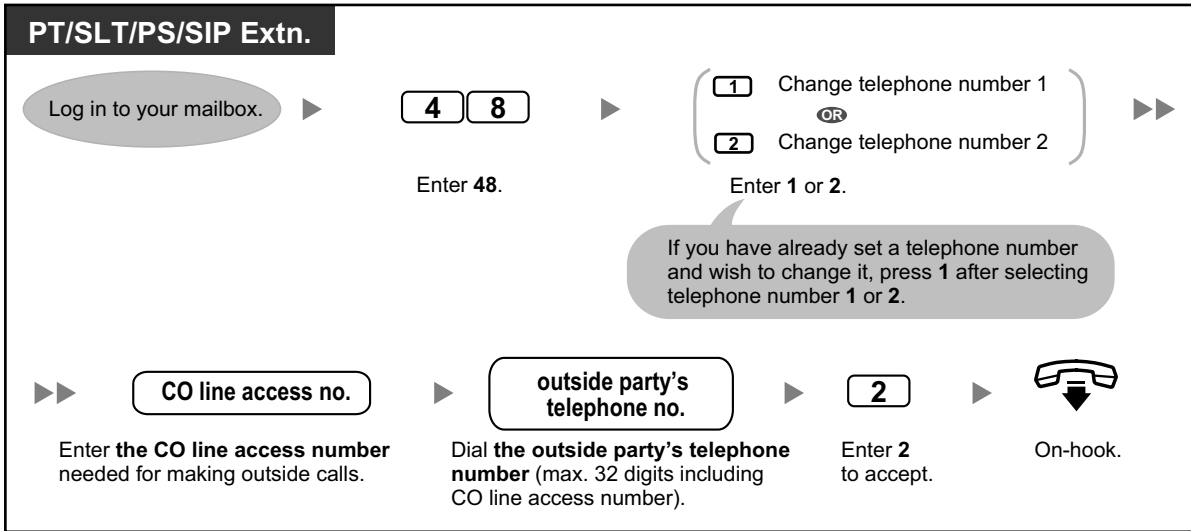 PT/SLT/PS/SIP Extn.
Log in to your mailbox.
4 8
Enter 48.
1 Change telephone number 1
OR
2 Change telephone number 2
Enter 1 or 2.
If you have already set a telephone number
and wish to change it, press 1 after selecting
telephone number 1 or 2.
CO line access no.
Enter the CO line access number
needed for making outside calls.
outside party's
telephone no.
Dial the outside party's telephone
number (max. 32 digits including
CO line access number).
2
Enter 2
to accept.
On-hook.